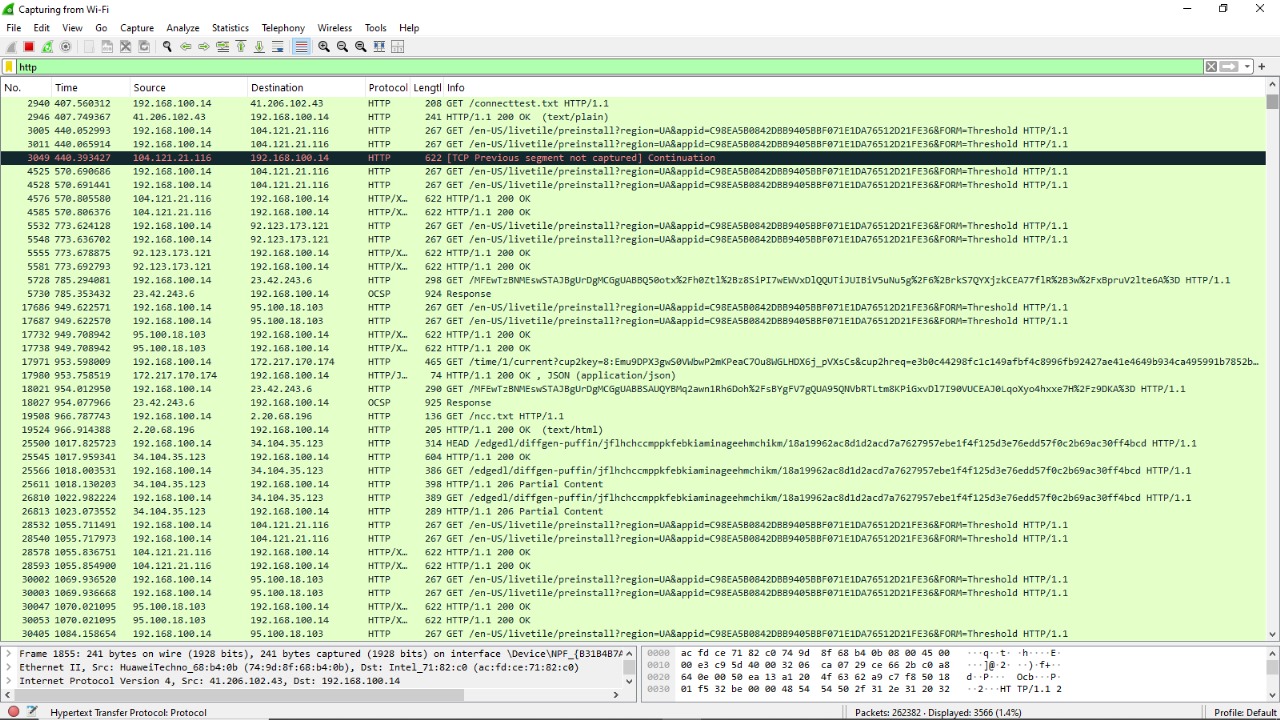 Capturing from Wi-Fi
File Edit View Go Capture Analyze Statistics Telephony Wireless Tools Help
http
No. Time Source Destination Protocol Lengtl Info
2940 407.560312 192.168.100.14 41.206.102.43 HTTP 208 GET /connecttest.txt HTTP/1.1
2946 407.749367 41.206.102.43 192.168.100.14 HTTP 241 HTTP/1.1 200 OK (text/plain)
3005 440.052993 192.168.100.14 104.121.21.116 HTTP 267 GET /en-US/livetile/preinstall?region=UA&appid=C98EA5B0842DBB9405BBF071E1DA76512D21FE36&FORM=Threshold HTTP/1.1
3011 440.065914 192.168.100.14 104.121.21.116 HTTP 267 GET /en-US/livetile/preinstall?region=UA&appid=C98EA5B0842DBB9405BBF071E1DA76512D21FE36&FORM=Threshold HTTP/1.1
3049 440.393427 104.121.21.116 192.168.100.14 HTTP 622 [TCP Previous segment not captured] Continuation
4525 570.690686 192.168.100.14 104.121.21.116 HTTP 267 GET /en-US/livetile/preinstall?region=UA&appid=C98EA5B0842DBB9405BBF071E1DA76512D21FE36&FORM=Threshold HTTP/1.1
4528 570.691441 192.168.100.14 104.121.21.116 HTTP 267 GET /en-US/livetile/preinstall?region=UA&appid=C98EA5B0842DBB9405BBF071E1DA76512D21FE36&FORM=Threshold HTTP/1.1
4576 570.805580 192.168.100.14 104.121.21.116 HTTP/X… 622 HTTP/1.1 200 OK
4585 570.806376 192.168.100.14 104.121.21.116 HTTP/X… 622 HTTP/1.1 200 OK
5532 773.624128 192.168.100.14 92.123.173.121 HTTP 267 GET /en-US/livetile/preinstall?region=UA&appid=C98EA5B0842DBB9405BBF071E1DA76512D21FE36&FORM=Threshold HTTP/1.1
5548 773.636702 192.168.100.14 92.123.173.121 HTTP 267 GET /en-US/livetile/preinstall?region=UA&appid=C98EA5B0842DBB9405BBF071E1DA76512D21FE36&FORM=Threshold HTTP/1.1
5555 773.678875 92.123.173.121 192.168.100.14 HTTP/X… 622 HTTP/1.1 200 OK
5581 773.692793 92.123.173.121 192.168.100.14 HTTP/X… 622 HTTP/1.1 200 OK
5728 785.294081 192.168.100.14 23.42.243.6 HTTP 298 GET /MFEwTzBNMEswSTAJBgUrDgMCGgUABBQ50otx%2Fh0Ztl%2Bz8SiPI7wEWVxDlQQUTiJUIBiV5uNu5g%2F6%2BrkS7QYXjzkCEA77flR%2B3w%2FxBpruV2lte6A%3D HTTP/1.1
5730 785.353432 23.42.243.6 192.168.100.14 OCSP 924 Response
17686 949.622571 192.168.100.14 95.100.18.103 HTTP 267 GET /en-US/livetile/preinstall?region=UA&appid=C98EA5B0842DBB9405BBF071E1DA76512D21FE36&FORM=Threshold HTTP/1.1
17687 949.622570 192.168.100.14 95.100.18.103 HTTP 267 GET /en-US/livetile/preinstall?region=UA&appid=C98EA5B0842DBB9405BBF071E1DA76512D21FE36&FORM=Threshold HTTP/1.1
17732 949.708942 95.100.18.103 192.168.100.14 HTTP/X… 622 HTTP/1.1 200 OK
17738 949.708942 95.100.18.103 192.168.100.14 HTTP/X… 622 HTTP/1.1 200 OK
17971 953.598009 192.168.100.14 172.217.170.174 HTTP 465 GET /time/1/current?cup2key=8:Emu9DPX3gwS0VWbwP2mKPeaC7Ou8WGLHDX6j_pVXsCs&cup2hreq=e3b0c44298fc1c149afbf4c8996fb92427ae41e4649b934ca495991b7852b…
17980 953.758519 172.217.170.174 192.168.100.14 HTTP/J… 74 HTTP/1.1 200 OK , JSON (application/json)
18021 954.012950 192.168.100.14 23.42.243.6 HTTP 290 GET /MFEwTzBNMEswSTAJBgUrDgMCGgUABBSAUQYBMq2awn1Rh6Doh%2FsBYgFV7gQUA95QNVbRTLtm8KPiGxvDl7I90VUCEAJ0LqoXyo4hxxe7H%2Fz9DKA%3D HTTP/1.1
18027 954.077966 23.42.243.6 192.168.100.14 OCSP 955 Response
19508 966.787743 192.168.100.14 2.20.68.196 HTTP 136 GET /ncc.txt HTTP/1.1
19524 966.914388 2.20.68.196 192.168.100.14 HTTP 205 HTTP/1.1 200 OK (text/html)
25500 1017.825723 192.168.100.14 34.104.35.123 HTTP 314 HEAD /edgedl/diffgen-puffin/jflhchccmppkfebkiaminageehmchikm/18a19962ac8d1d2acd7a7627957ebe1f4f125d3e76edd57f0c2b69ac30ff4bcd HTTP/1.1
25545 1017.959341 34.104.35.123 192.168.100.14 HTTP 604 HTTP/1.1 200 OK
25566 1018.003531 192.168.100.14 34.104.35.123 HTTP 386 GET /edgedl/diffgen-puffin/jflhchccmppkfebkiaminageehmchikm/18a19962ac8d1d2acd7a7627957ebe1f4f125d3e76edd57f0c2b69ac30ff4bcd HTTP/1.1
25611 1018.130203 34.104.35.123 192.168.100.14 HTTP 398 HTTP/1.1 206 Partial Content
26810 1022.982224 192.168.100.14 34.104.35.123 HTTP 389 GET /edgedl/diffgen-puffin/jflhchccmppkfebkiaminageehmchikm/18a19962ac8d1d2acd7a7627957ebe1f4f125d3e76edd57f0c2b69ac30ff4bcd HTTP/1.1
26813 1023.073552 34.104.35.123 192.168.100.14 HTTP 289 HTTP/1.1 206 Partial Content
28532 1055.711491 192.168.100.14 104.121.21.116 HTTP 267 GET /en-US/livetile/preinstall?region=UA&appid=C98EA5B0842DBB9405BBF071E1DA76512D21FE36&FORM=Threshold HTTP/1.1
28540 1055.717973 192.168.100.14 104.121.21.116 HTTP 267 GET /en-US/livetile/preinstall?region=UA&appid=C98EA5B0842DBB9405BBF071E1DA76512D21FE36&FORM=Threshold HTTP/1.1
28578 1055.836751 104.121.21.116 192.168.100.14 HTTP/X… 622 HTTP/1.1 200 OK
28593 1055.854900 104.121.21.116 192.168.100.14 HTTP/X… 622 HTTP/1.1 200 OK
30002 1069.936520 192.168.100.14 95.100.18.103 HTTP 267 GET /en-US/livetile/preinstall?region=UA&appid=C98EA5B0842DBB9405BBF071E1DA76512D21FE36&FORM=Threshold HTTP/1.1
30003 1069.936668 192.168.100.14 95.100.18.103 HTTP 267 GET /en-US/livetile/preinstall?region=UA&appid=C98EA5B0842DBB9405BBF071E1DA76512D21FE36&FORM=Threshold HTTP/1.1
30047 1070.021095 95.100.18.103 192.168.100.14 HTTP/X… 622 HTTP/1.1 200 OK
30053 1070.021095 95.100.18.103 192.168.100.14 HTTP/X… 622 HTTP/1.1 200 OK
30405 1084.158654 192.168.100.14 95.100.18.103 HTTP 267 GET /en-US/livetile/preinstall?region=UA&appid=C98EA5B0842DBB9405BBF071E1DA76512D21FE36&FORM=Threshold HTTP/1.1
Frame 1855: 241 bytes on wire (1928 bits), 241 bytes captured (1928 bits) on interface \Device\NPF_{B31B4B7A
Ethernet II, Src: HuaweiTechno_68:b4:0b (74:9d:8f:68:b4:0b), Dst: Intel_71:82:c0 (ac:fd:ce:71:82:c0)
Internet Protocol Version 4, Src: 41.206.102.43, Dst: 192.168.100.14
0000 ac fd ce 71 82 c0 74 9d 8f 68 b4 0b 08 00 45 00 ···q··t· ·h····E·
0010 00 e3 c9 5d 40 00 32 06 ca 07 29 ce 66 2b c0 a8 ···]@·2· ··)·f+··
0020 64 0e 00 50 ea 13 a1 20 4f 63 62 a9 c7 f8 50 18 d··P··· Ocb···P·
0030 01 f5 32 be 00 00 48 54 54 50 2f 31 2e 31 20 32 ··2···HT TP/1.1 2
Hypertext Transfer Protocol: Protocol
Packets: 262382 · Displayed: 3566 (1.4%)
Profile: Default